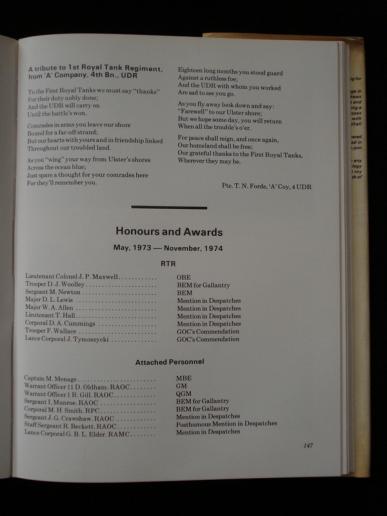 A tribute to 1st Royal Tank Regiment,
from 'A' Company, 4th Bn., UDR
To the First Royal Tanks we must say "thanks"
For their duty nobly done;
And the UDR will carry on
Until the battle's won.
Comrades in arms you leave our shore
Bound for a far-off strand;
But our hearts with yours and in friendship linked
Throughout our troubled land.
As you "wing" your way from Ulster's shores
Across the ocean blue;
Just spare a thought for your comrades here
For they'll remember you.
Eighteen long months you stood guard
Against a ruthless foe;
And the UDR with whom you worked
Are sad to see you go.
As you fly away look down and say:
"Farewell" to our Ulster shore;
But we hope some day, you will return
When all the trouble's o'er.
For peace shall reign, and once again,
Our homeland shall be free;
Our grateful thanks to the First Royal Tanks,
Wherever they may be.
Pte. T. N. Forde, 'A' Coy, 4 UDR
Honours and Awards
May, 1973 — November, 1974
RTR
Lieutenant Colonel J. P. Maxwell............ OBE
Trooper D. J. Woolley............ BEM for Gallantry
Sergeant M. Newton............ BEM
Major D. L. Lewis............ Mention in Despatches
Major W. A. Allen............ Mention in Despatches
Lieutenant T. Hall............ Mention in Despatches
Corporal D. A. Cummings............ Mention in Despatches
Trooper F. Wallace............ GOC's Commendation
Lance Corporal J. Tymoszycki............ GOC's Commendation
Attached Personnel
Captain M. Menage............ MBE
Warrant Officer 11 D. Oldham. RAOC............ GM
Warrant Officer 1 R. Gill. RAOC............ QGM
Sergeant I. Munroe. RAOC............ BEM for Gallantry
Corporal M. H. Smith. RPC............ BEM for Gallantry
Sergeant J. G. Crawshaw. RAOC............ Mention in Despatches
Staff Sergeant R. Beckett. RAOC............ Posthumous Mention in Despatches
Lance Corporal G. B. L. Elder. RAMC............ Mention in Despatches
147